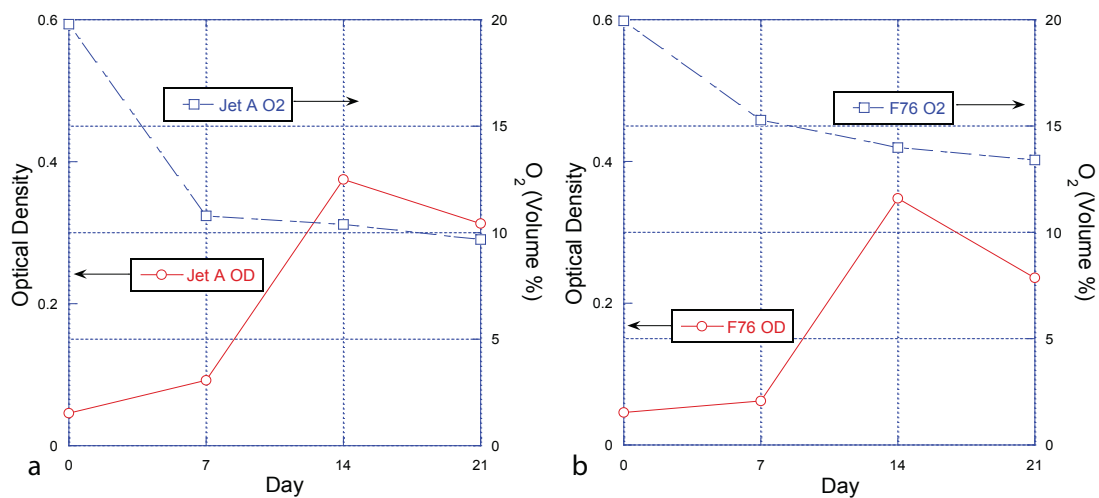 0.6
0.4
0.2
0
Optical Density
20
15
10
5
0
O2 (Volume %)
Jet A O2
Jet A OD
0 7 14 21
Day
a
0.6
0.4
0.2
0
Optical Density
20
15
10
5
0
O2 (Volume %)
F76 O2
F76 OD
0 7 14 21
Day
b